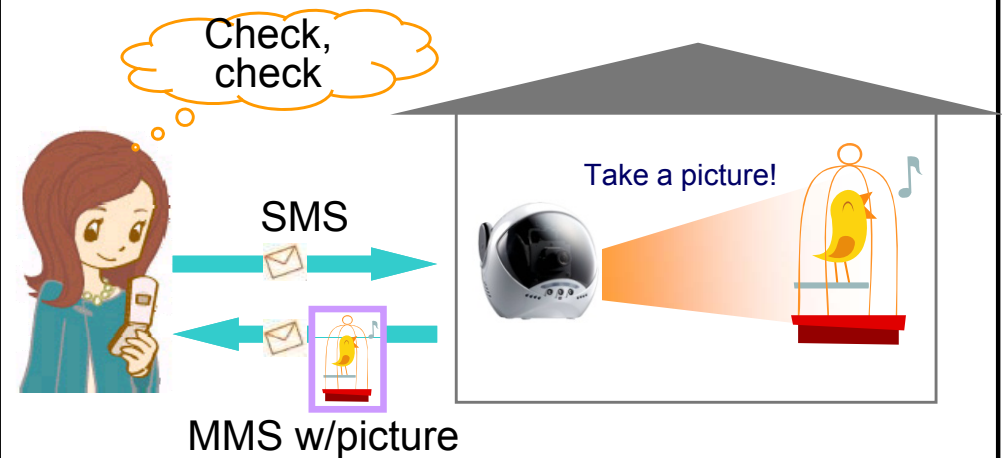 Check,
check
Take a picture!
SMS
MMS w/picture